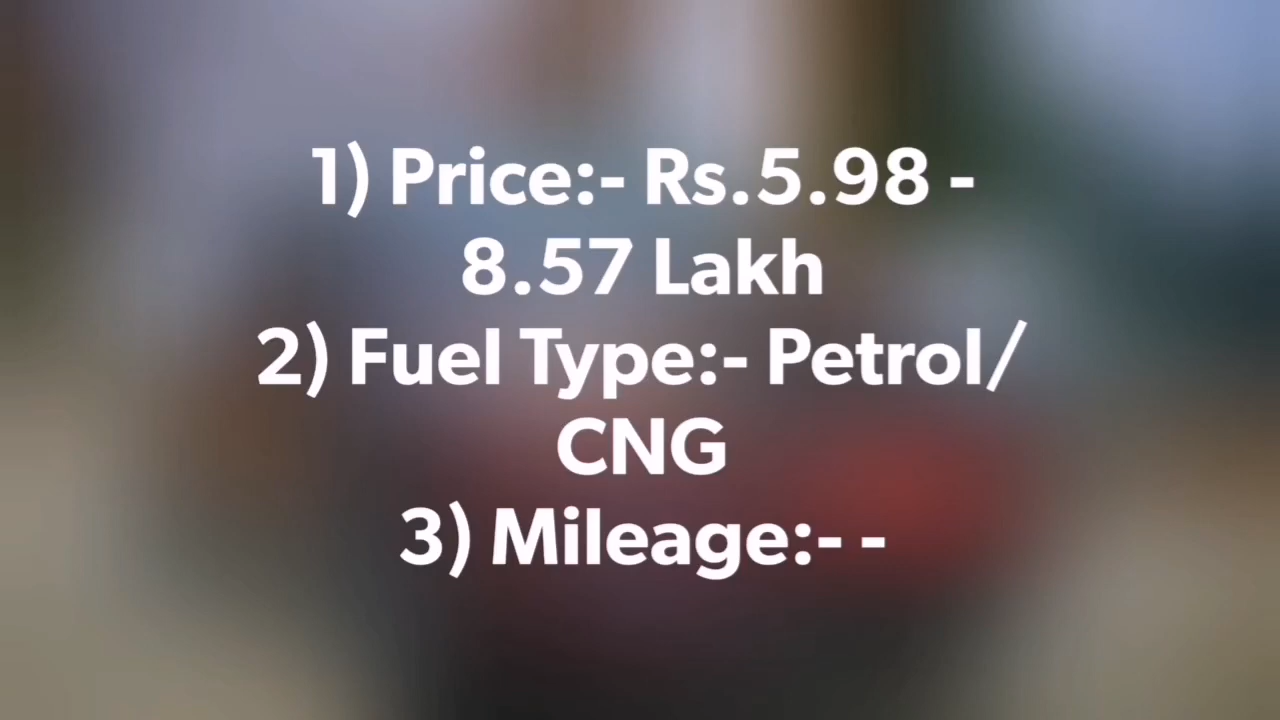 1) Price:- Rs.5.98 -
8.57 Lakh
2) Fuel Type:- Petrol/
CNG
3) Mileage:- -